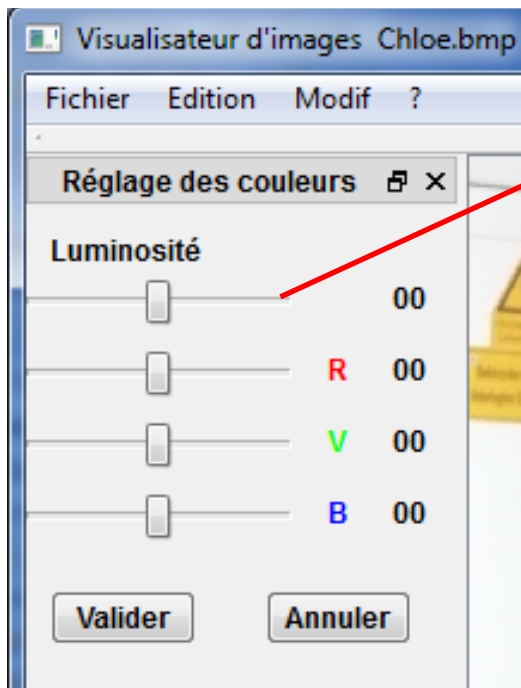 Visualisateur d'images Chloe.bmp
Fichier Edition Modif ?
Réglage des couleurs
Luminosité
00
R 00
V 00
B 00
Valider Annuler